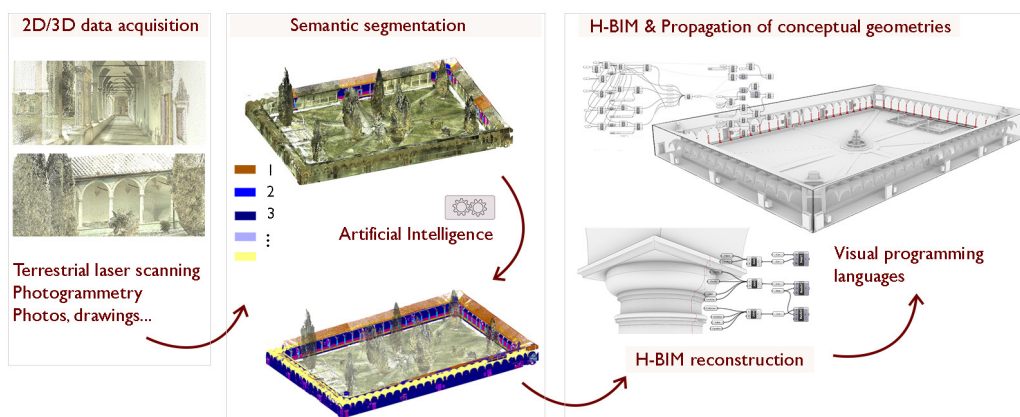 2D/3D data acquisition
Terrestrial laser scanning
Photogrammetry
Photos, drawings...
Semantic segmentation
1
2
3
⋮
Artificial Intelligence
H-BIM & Propagation of conceptual geometries
Visual programming
languages
H-BIM reconstruction